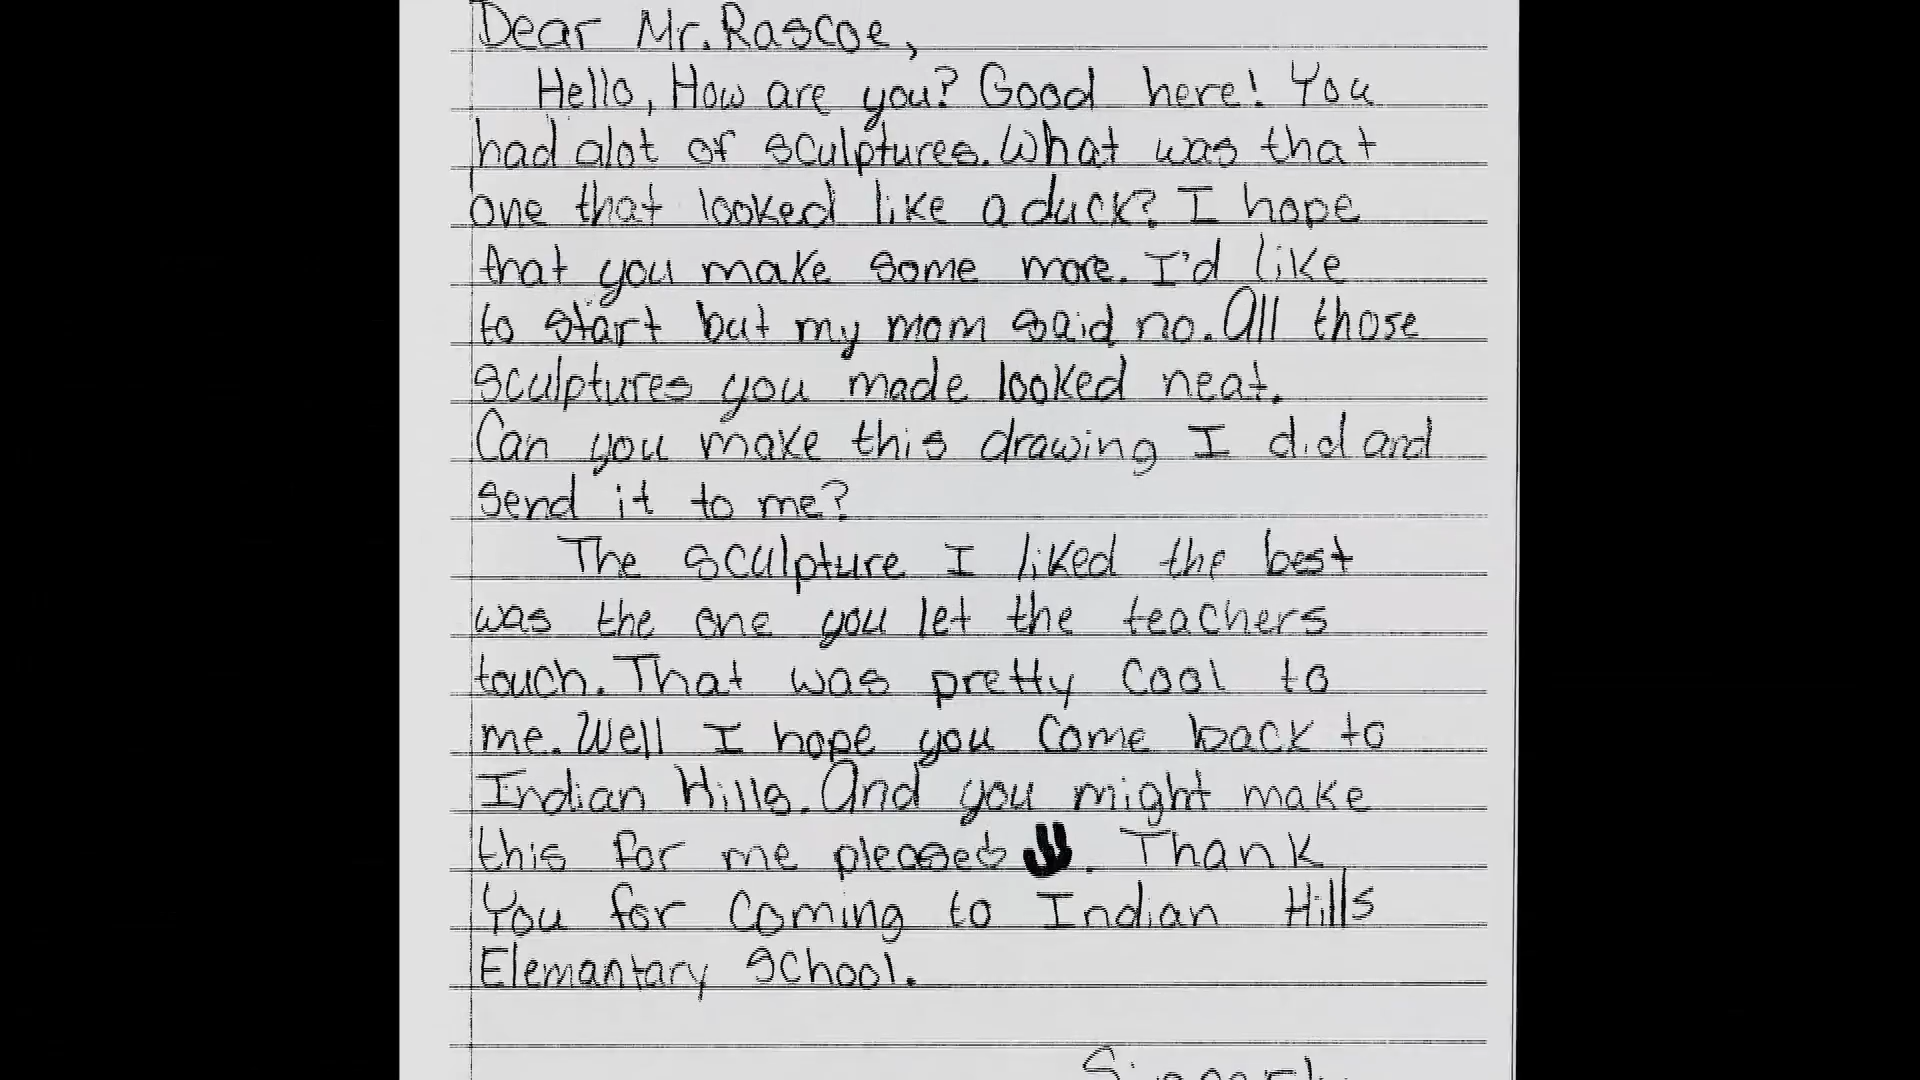 Dear Mr. Rascoe,
Hello, How are you? Good here! You
had alot of sculptures. What was that
one that looked like a duck? I hope
that you make some more. I'd like
to start but my mom said no. All those
sculptures you made looked neat.
Can you make this drawing I did and
send it to me?
The sculpture I liked the best
was the one you let the teachers
touch. That was pretty cool to
me. Well I hope you come back to
Indian Hills. And you might make
this for me please. Thank
You for coming to Indian Hills
Elemantary School.